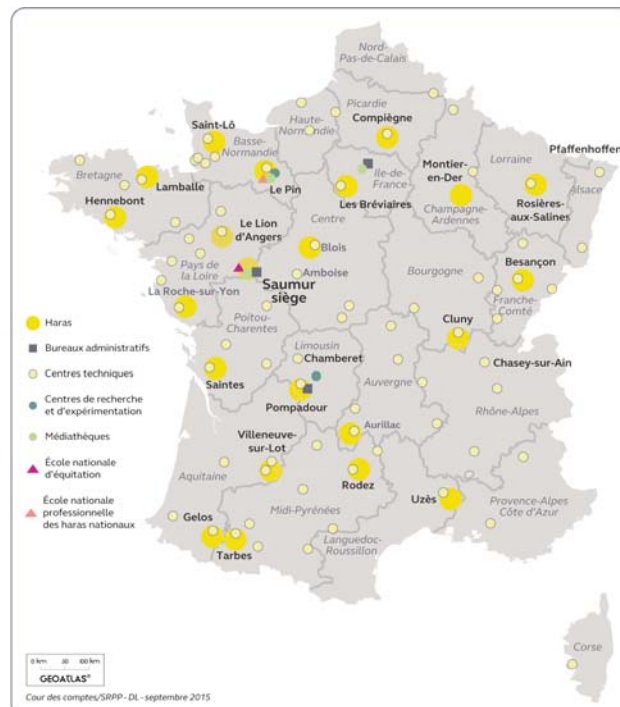 Nord-
Pas-de-Calais
Picardie
Haute-
Normandie
Compiègne
Saint-Lô
Basse-
Normandie
Pfaffenhoffen
Lorraine
Montier-
en-Der
Ile-de-
France
Bretagne
Lamballe
Le Pin
Alsace
Hennebont
Les Bréviaires
Rosières-
aux-Salines
Champagne-
Ardennes
Le Lion
d'Angers
Centre
Blois
Besançon
Bourgogne
Pays de
la Loire
Saumur
siège
Amboise
Franche-
Comté
La Roche-sur-Yon
Poitou-
Charentes
Cluny
Haras
Bureaux administratifs
Centres techniques
Centres de recherche
et d'expérimentation
Médiathèques
École nationale
d'équitation
École nationale
professionnelle
des haras nationaux
Limousin
Chamberet
Chasey-sur-Ain
Saintes
Auvergne
Pompadour
Rhône-Alpes
Aurillac
Villeneuve-
sur-Lot
Aquitaine
Rodez
Uzès
Midi-Pyrénées
Provence-Alpes
Côte d'Azur
Gelos
Tarbes
Languedoc-
Roussillon
Corse
0 km 50 100 km
GEOATLAS®
Cour des comptes/SRPP - DL - septembre 2015